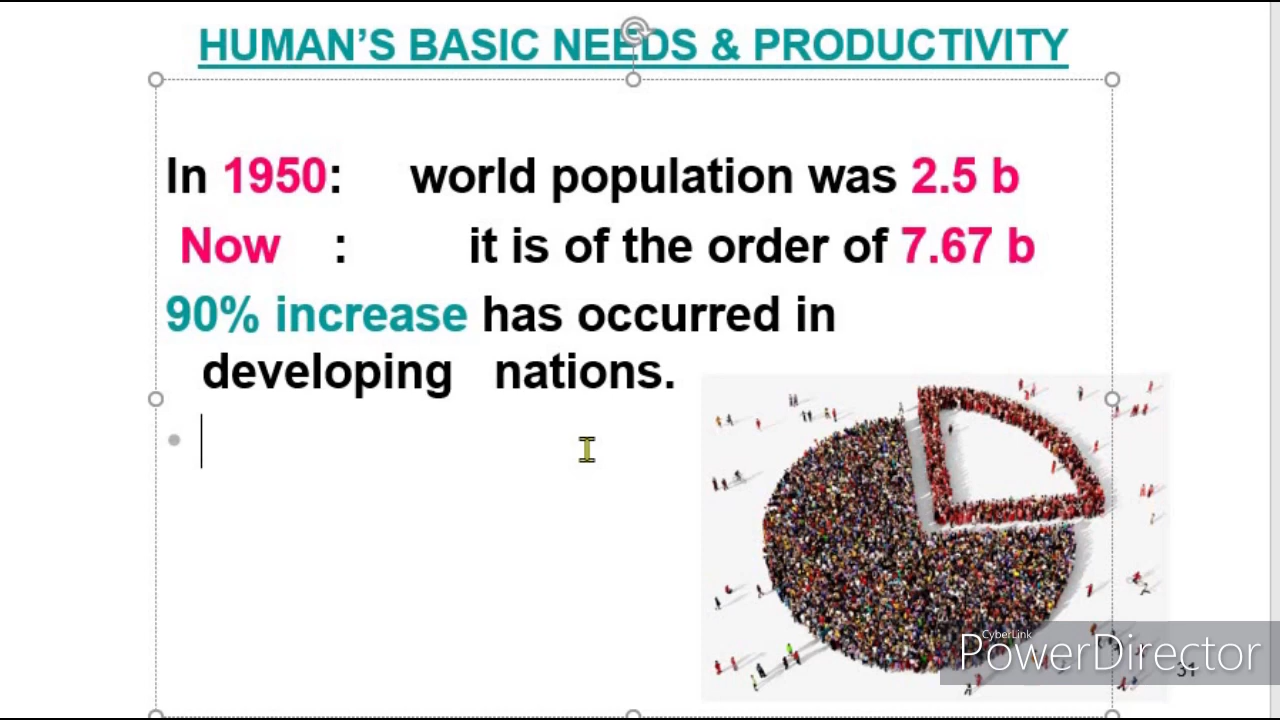 HUMAN’S BASIC NEEDS & PRODUCTIVITY
In 1950: world population was 2.5 b
Now : it is of the order of 7.67 b
90% increase has occurred in
developing nations.
CyberLink
PowerDirector